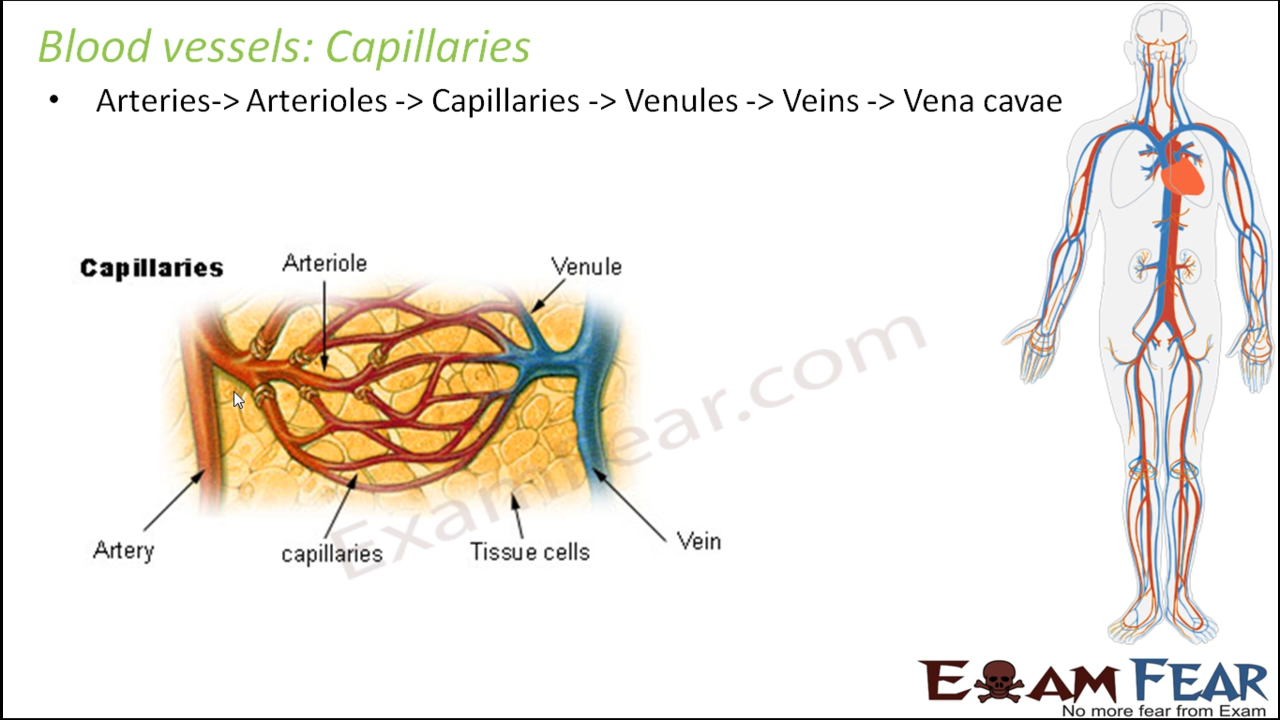 Blood vessels: Capillaries
• Arteries-> Arterioles -> Capillaries -> Venules -> Veins -> Vena cavae
Capillaries
Arteriole
Venule
Artery
capillaries
Tissue cells
Vein
Examfear.com
EXAM FEAR
No more fear from Exam